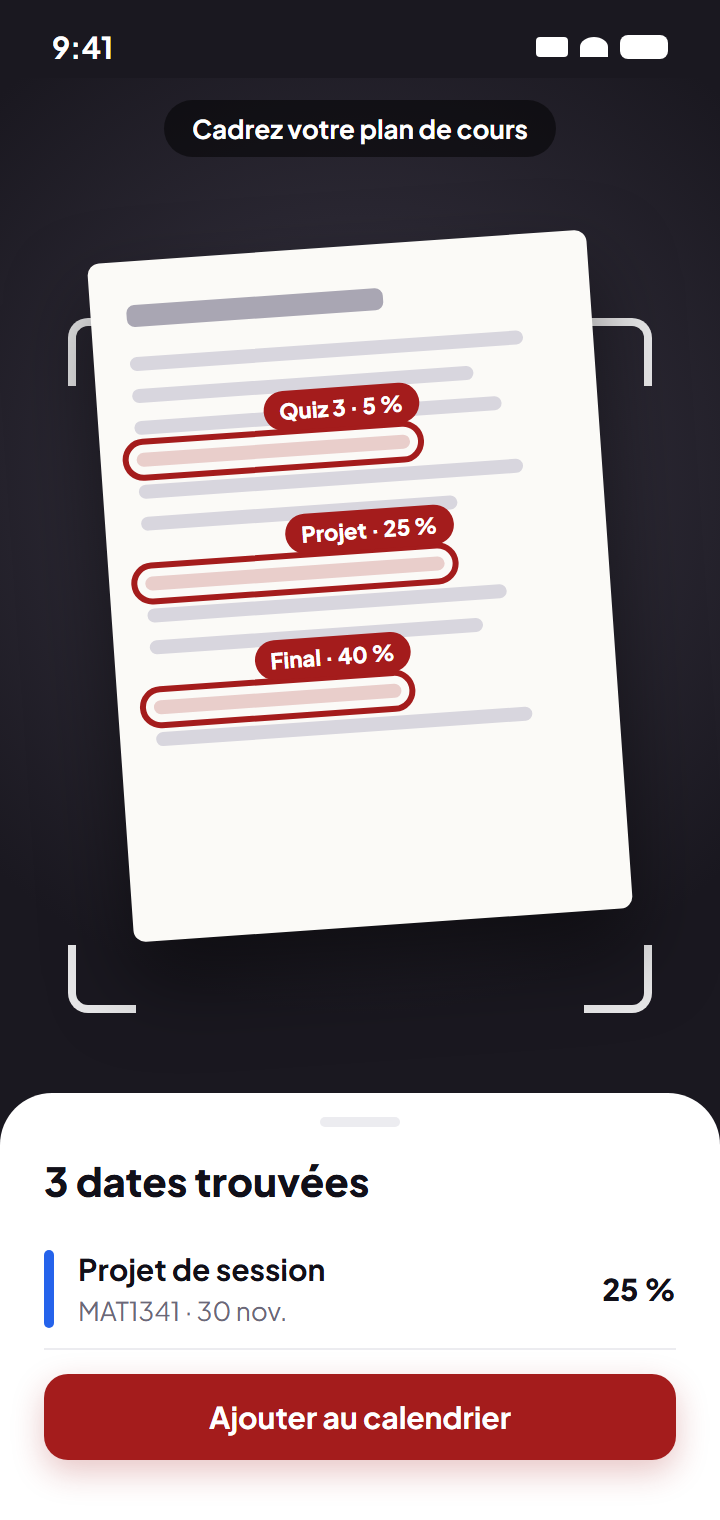 9:41
Cadrez votre plan de cours
Quiz 3 · 5 %
Projet · 25 %
Final · 40 %
3 dates trouvées
Projet de session
25 %
MAT1341 · 30 nov.
Ajouter au calendrier